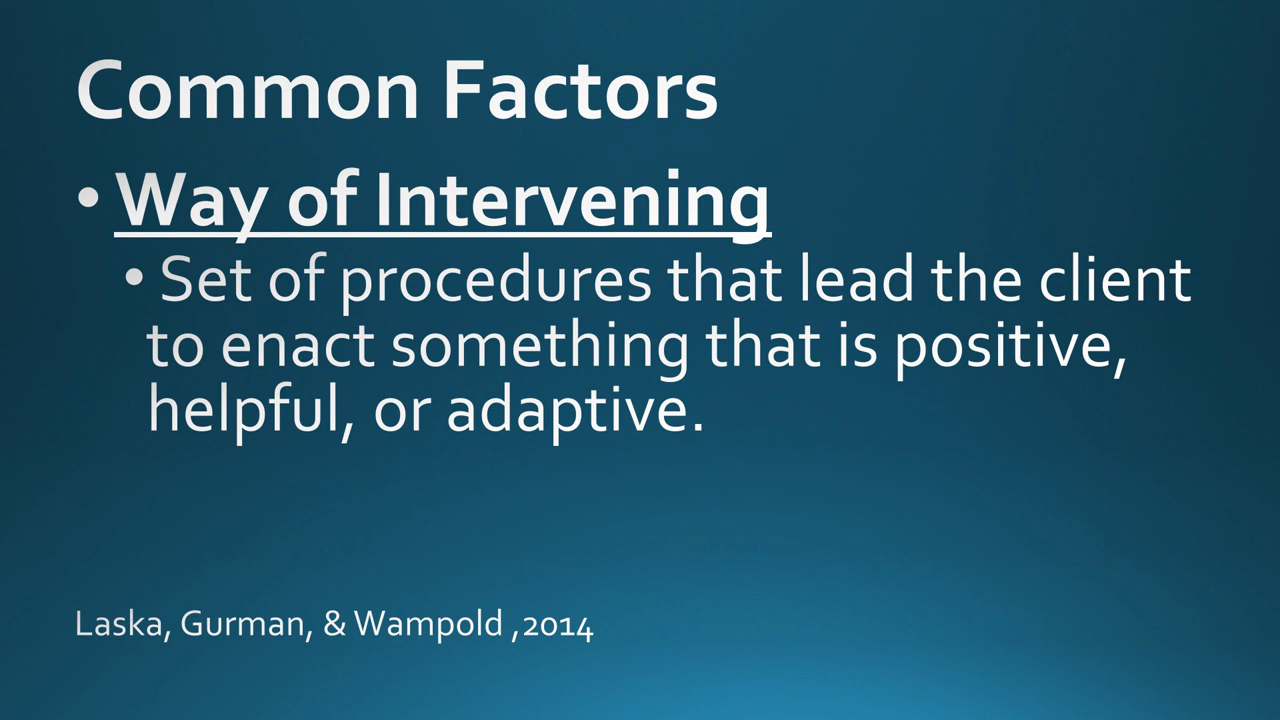 Common Factors
• Way of Intervening
• Set of procedures that lead the client
to enact something that is positive,
helpful, or adaptive.
Laska, Gurman, & Wampold ,2014